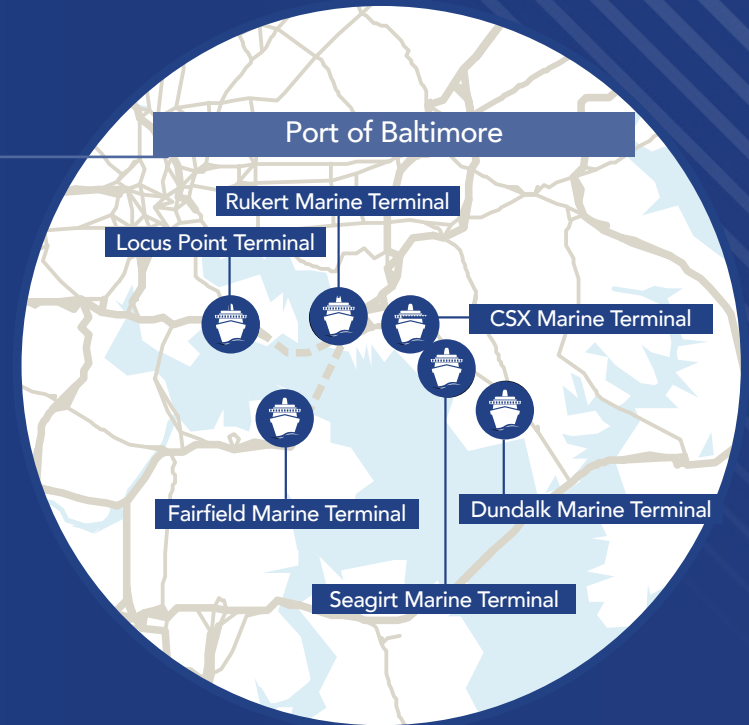 Port of Baltimore
Rukert Marine Terminal
Locus Point Terminal
CSX Marine Terminal
Fairfield Marine Terminal
Dundalk Marine Terminal
Seagirt Marine Terminal